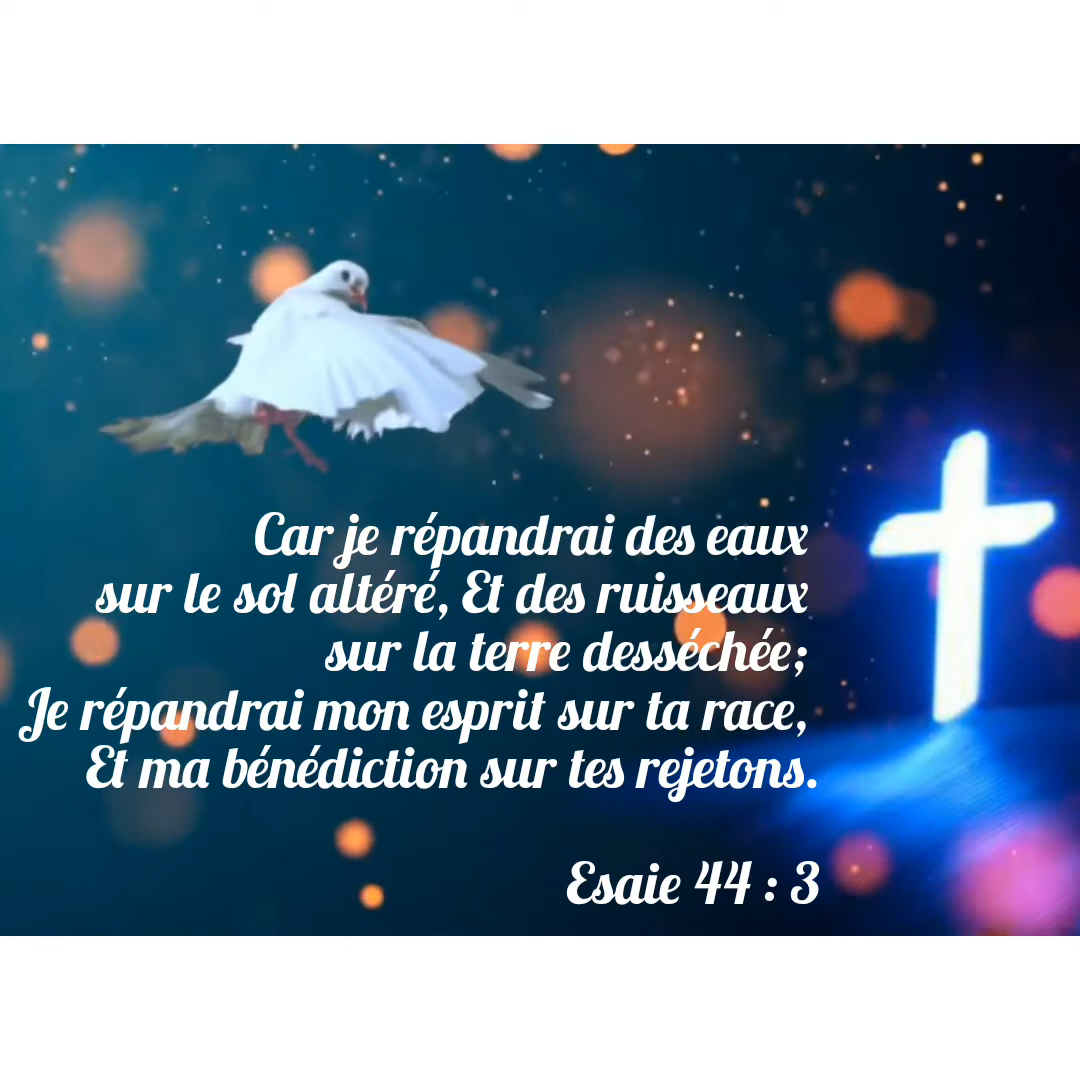 Car je répandrai des eaux
sur le sol altéré, Et des ruisseaux
sur la terre desséchée;
Je répandrai mon esprit sur ta race,
Et ma bénédiction sur tes rejetons.
Esaie 44 : 3